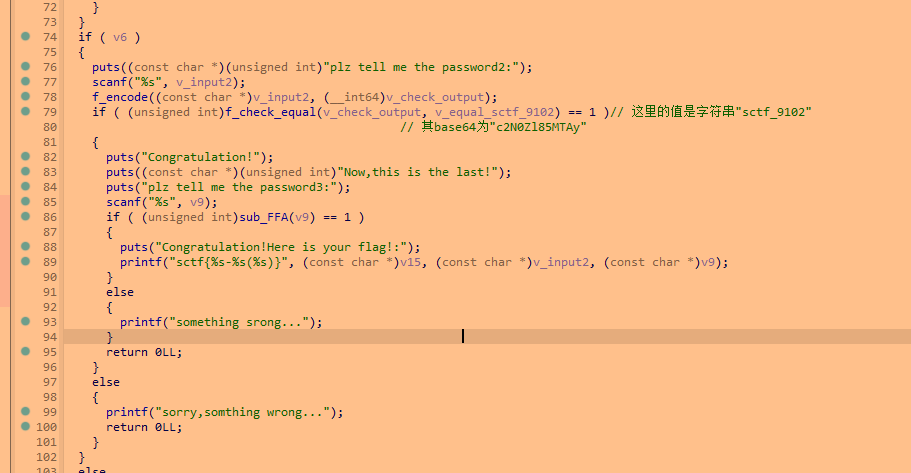 72 }
73 }
74 if ( v6 )
75 {
76 puts((const char *)(unsigned int)"plz tell me the password2:");
77 scanf("%s", v_input2);
78 f_encode((const char *)v_input2, (__int64)v_check_output);
79 if ( (unsigned int)f_check_equal(v_check_output, v_equal_sctf_9102) == 1 )// 这里的值是字符串"sctf_9102"
80 // 其base64为"c2N0Zl85MTAy"
81 {
82 puts("Congratulation!");
83 puts((const char *)(unsigned int)"Now,this is the last!");
84 puts("plz tell me the password3:");
85 scanf("%s", v9);
86 if ( (unsigned int)sub_FFA(v9) == 1 )
87 {
88 puts("Congratulation!Here is your flag!:");
89 printf("sctf{%s-%s(%s)}", (const char *)v15, (const char *)v_input2, (const char *)v9);
90 }
91 else
92 {
93 printf("something srong...");
94 }
95 return 0LL;
96 }
97 else
98 {
99 printf("sorry,somthing wrong...");
100 return 0LL;
101 }
102 }
103 else